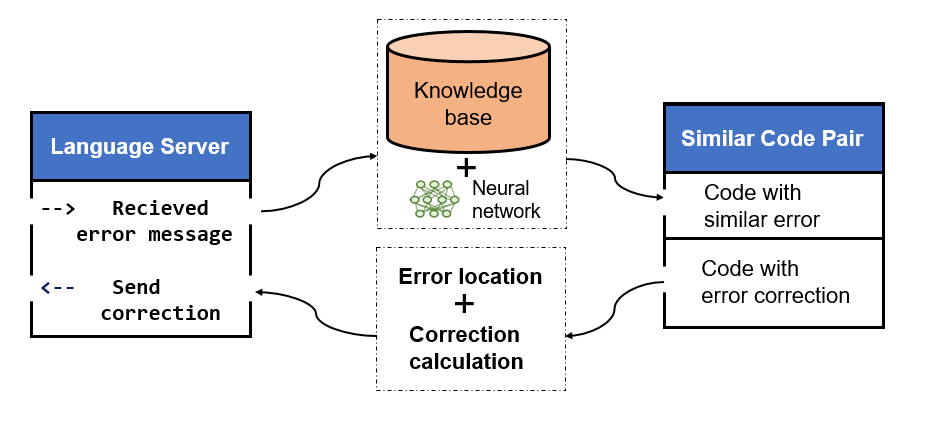 Language Server
--> Recieved
error message
<-- Send
correction
Knowledge
base
+
Neural
network
Similar Code Pair
Code with
similar error
Code with
error correction
Error location
+
Correction
calculation